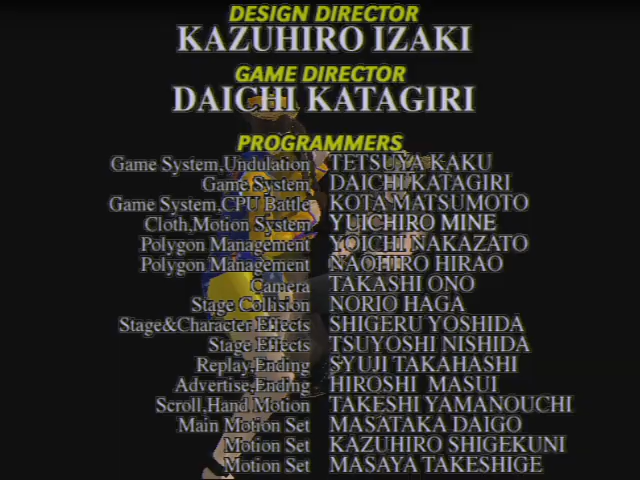 DESIGN DIRECTOR
KAZUHIRO IZAKI
GAME DIRECTOR
DAICHI KATAGIRI
PROGRAMMERS
Game System,Undulation TETSUYA KAKU
Game System DAICHI KATAGIRI
Game System,CPU Battle KOTA MATSUMOTO
Cloth,Motion System YUICHIRO MINE
Polygon Management YOICHI NAKAZATO
Polygon Management NAOHIRO HIRAO
Camera TAKASHI ONO
Stage Collision NORIO HAGA
Stage&Character Effects SHIGERU YOSHIDA
Stage Effects TSUYOSHI NISHIDA
Replay,Ending SYUJI TAKAHASHI
Advertise,Ending HIROSHI MASUI
Scroll,Hand Motion TAKESHI YAMANOUCHI
Main Motion Set MASATAKA DAIGO
Motion Set KAZUHIRO SHIGEKUNI
Motion Set MASAYA TAKESHIGE